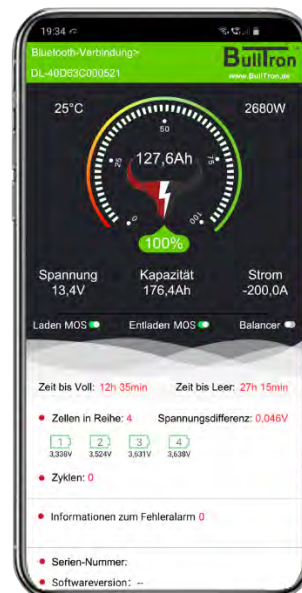 19:34
Bluetooth-Verbindung>
DL-40D63C000521
BullTron
www.BullTron.de
25°C
2680W
0
25
50
75
100
127,6Ah
100%
Spannung Kapazität Strom
13,4V 176,4Ah -200,0A
Laden MOS Entladen MOS Balancer
Zeit bis Voll: 12h 35min Zeit bis Leer: 27h 15min
Zellen in Reihe: 4 Spannungsdifferenz: 0,046V
1 2 3 4
3,338V 3,524V 3,631V 3,638V
Zyklen: 0
Informationen zum Fehleralarm 0
Serien-Nummer:
Softwareversion: --